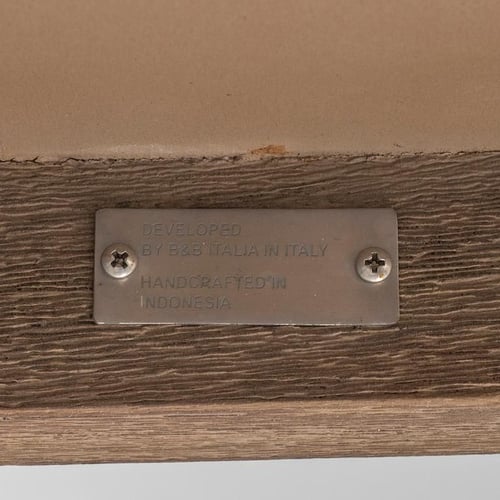 DEVELOPED
BY B&B ITALIA IN ITALY
HANDCRAFTED IN
INDONESIA